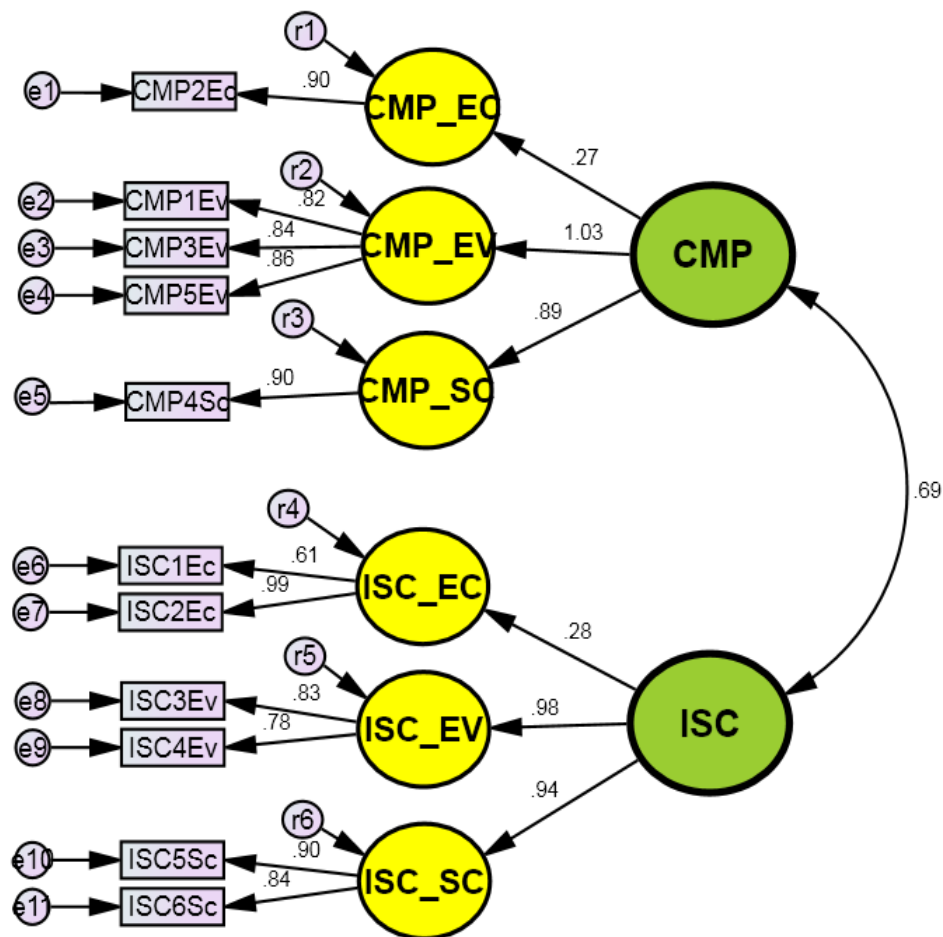 r1
e1
CMP2Ec
.90
CMP_EC
.27
r2
e2
CMP1Ev
.82
e3
CMP3Ev
.84
CMP_EV
1.03
CMP
e4
CMP5Ev
.86
r3
.89
e5
CMP4Sc
.90
CMP_SC
.69
r4
e6
ISC1Ec
.61
ISC_EC
e7
ISC2Ec
.99
.28
r5
e8
ISC3Ev
.83
ISC_EV
.98
ISC
e9
ISC4Ev
.78
.94
r6
e10
ISC5Sc
.90
ISC_SC
e11
ISC6Sc
.84